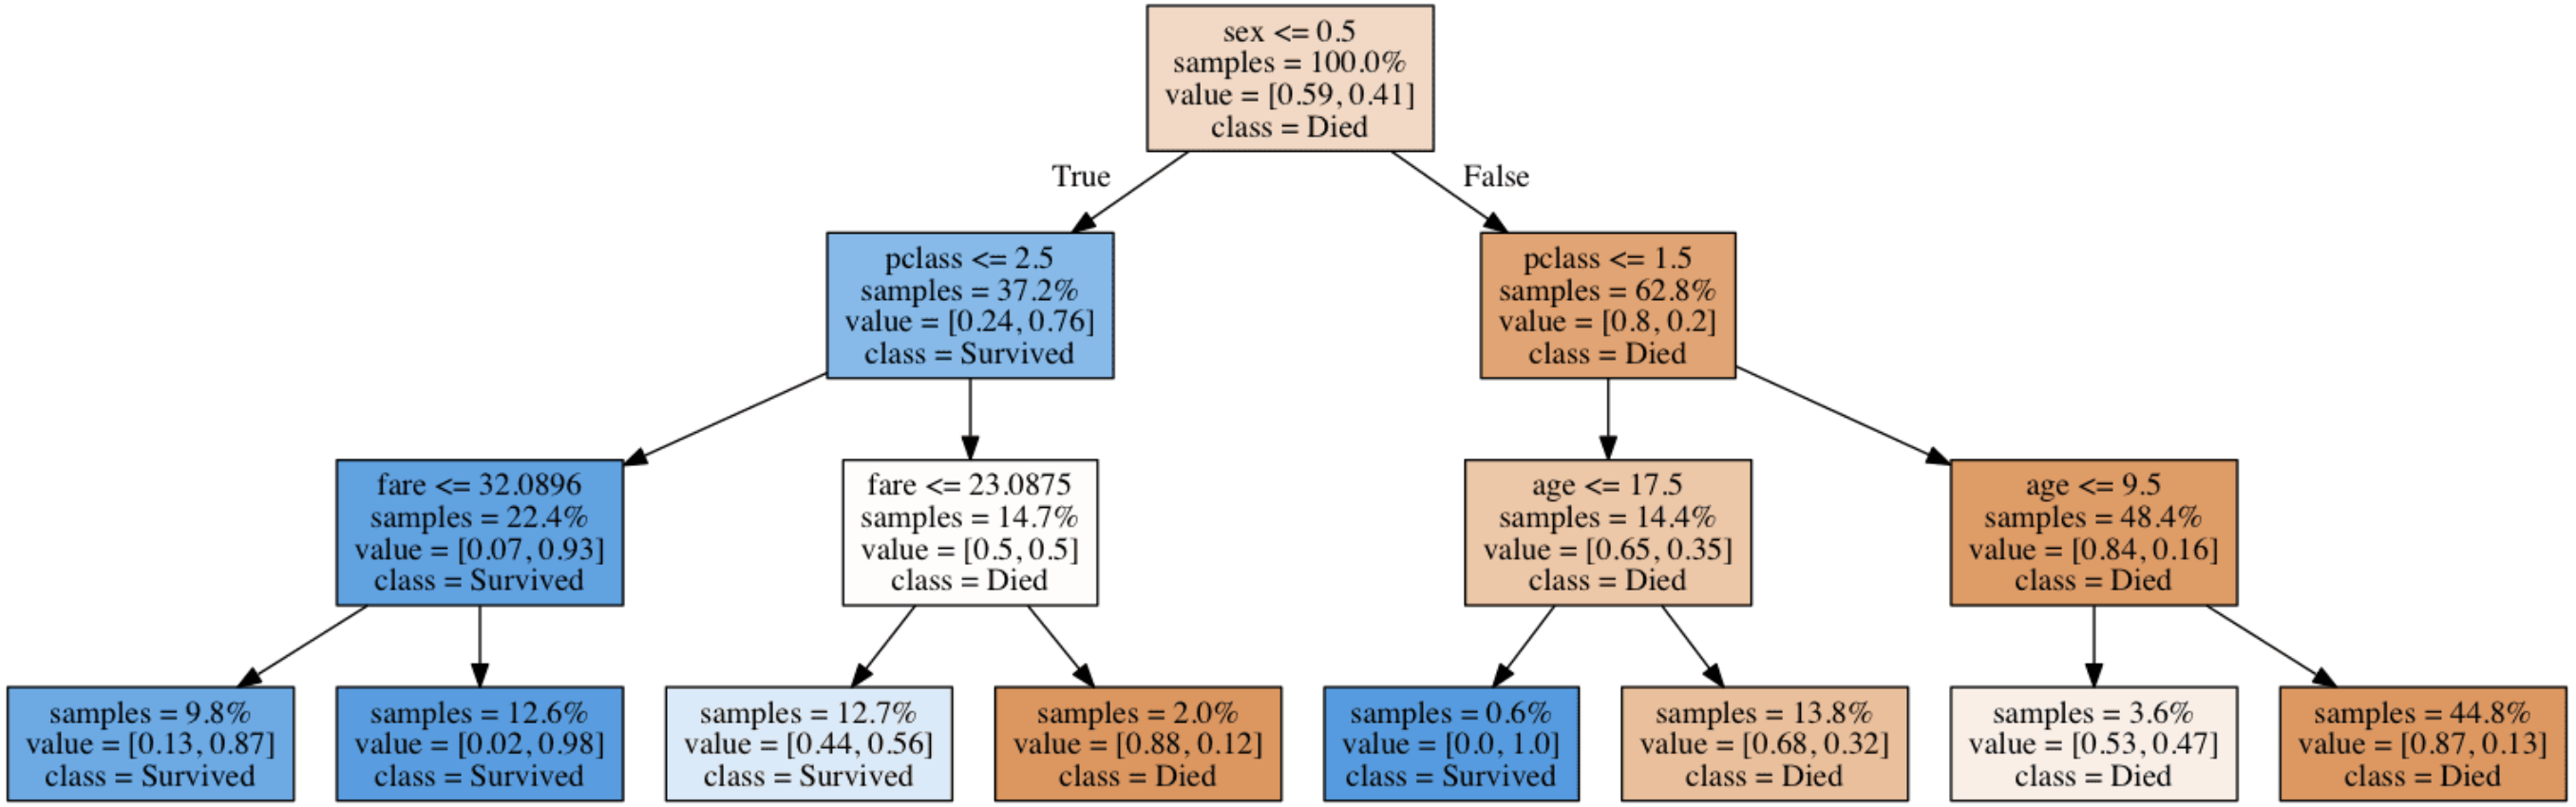 sex <= 0.5
samples = 100.0%
value = [0.59, 0.41]
class = Died
True
False
pclass <= 2.5
samples = 37.2%
value = [0.24, 0.76]
class = Survived
pclass <= 1.5
samples = 62.8%
value = [0.8, 0.2]
class = Died
fare <= 32.0896
samples = 22.4%
value = [0.07, 0.93]
class = Survived
fare <= 23.0875
samples = 14.7%
value = [0.5, 0.5]
class = Died
age <= 17.5
samples = 14.4%
value = [0.65, 0.35]
class = Died
age <= 9.5
samples = 48.4%
value = [0.84, 0.16]
class = Died
samples = 9.8%
value = [0.13, 0.87]
class = Survived
samples = 12.6%
value = [0.02, 0.98]
class = Survived
samples = 12.7%
value = [0.44, 0.56]
class = Survived
samples = 2.0%
value = [0.88, 0.12]
class = Died
samples = 0.6%
value = [0.0, 1.0]
class = Survived
samples = 13.8%
value = [0.68, 0.32]
class = Died
samples = 3.6%
value = [0.53, 0.47]
class = Died
samples = 44.8%
value = [0.87, 0.13]
class = Died